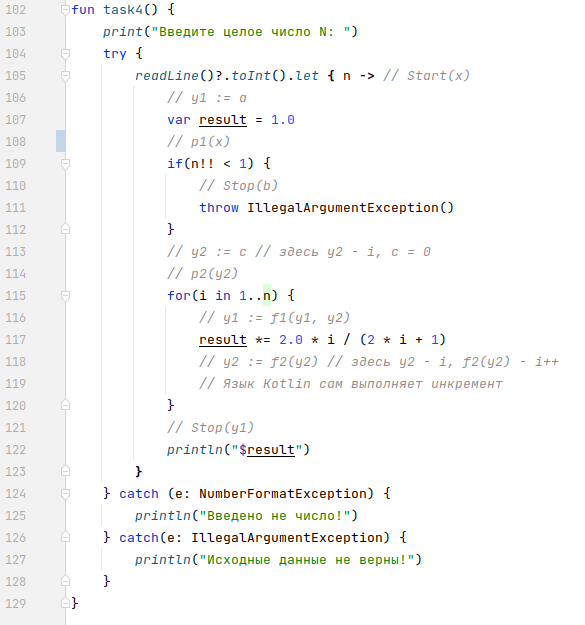 102 fun task4() {
103     print("Введите целое число N: ")
104     try {
105         readLine()?.toInt().let { n -> // Start(x)
106             // y1 := a
107             var result = 1.0
108             // p1(x)
109             if(n!! < 1) {
110                 // Stop(b)
111                 throw IllegalArgumentException()
112             }
113             // y2 := c // здесь y2 - i, c = 0
114             // p2(y2)
115             for(i in 1..n) {
116                 // y1 := f1(y1, y2)
117                 result *= 2.0 * i / (2 * i + 1)
118                 // y2 := f2(y2) // здесь y2 - i, f2(y2) - i++
119                 // Язык Kotlin сам выполняет инкремент
120             }
121             // Stop(y1)
122             println("$result")
123         }
124     } catch (e: NumberFormatException) {
125         println("Введено не число!")
126     } catch(e: IllegalArgumentException) {
127         println("Исходные данные не верны!")
128     }
129 }